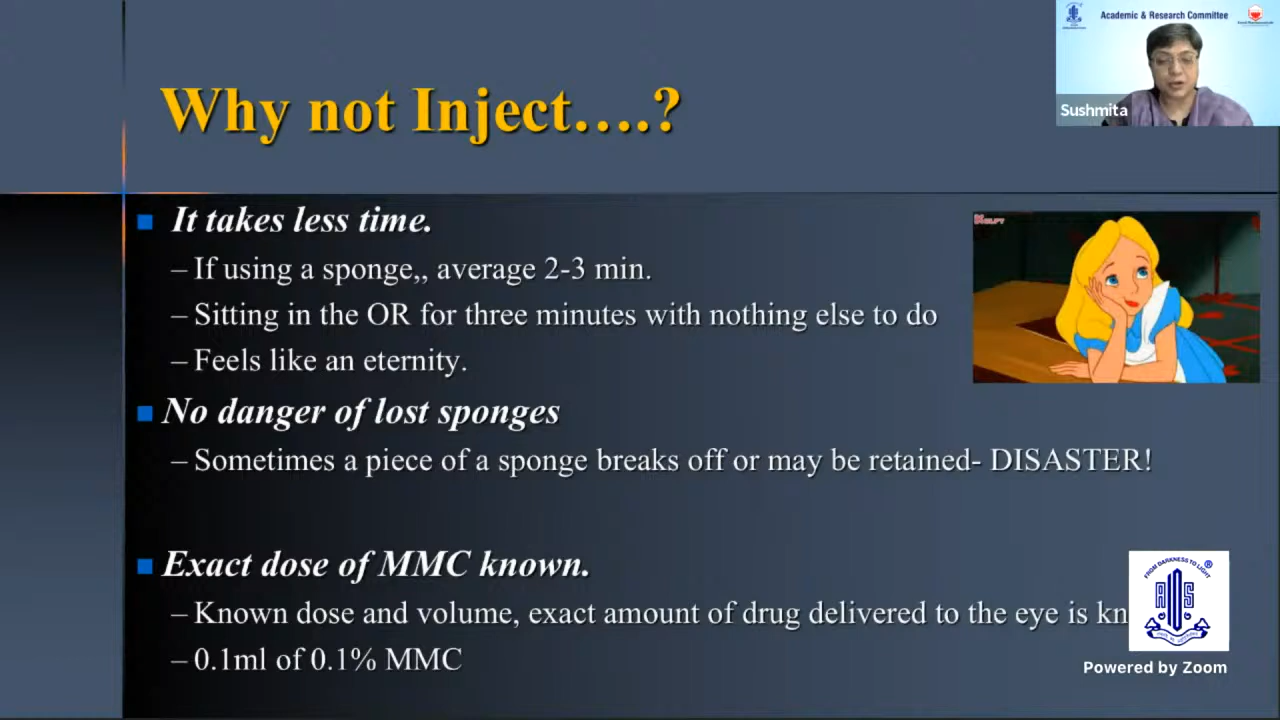 Academic & Research Committee
Sushmita
Why not Inject….?
It takes less time.
– If using a sponge,, average 2-3 min.
– Sitting in the OR for three minutes with nothing else to do
– Feels like an eternity.
No danger of lost sponges
– Sometimes a piece of a sponge breaks off or may be retained- DISASTER!
Exact dose of MMC known.
– Known dose and volume, exact amount of drug delivered to the eye is kn
– 0.1ml of 0.1% MMC
FROM DARKNESS TO LIGHT
AIOS
Powered by Zoom